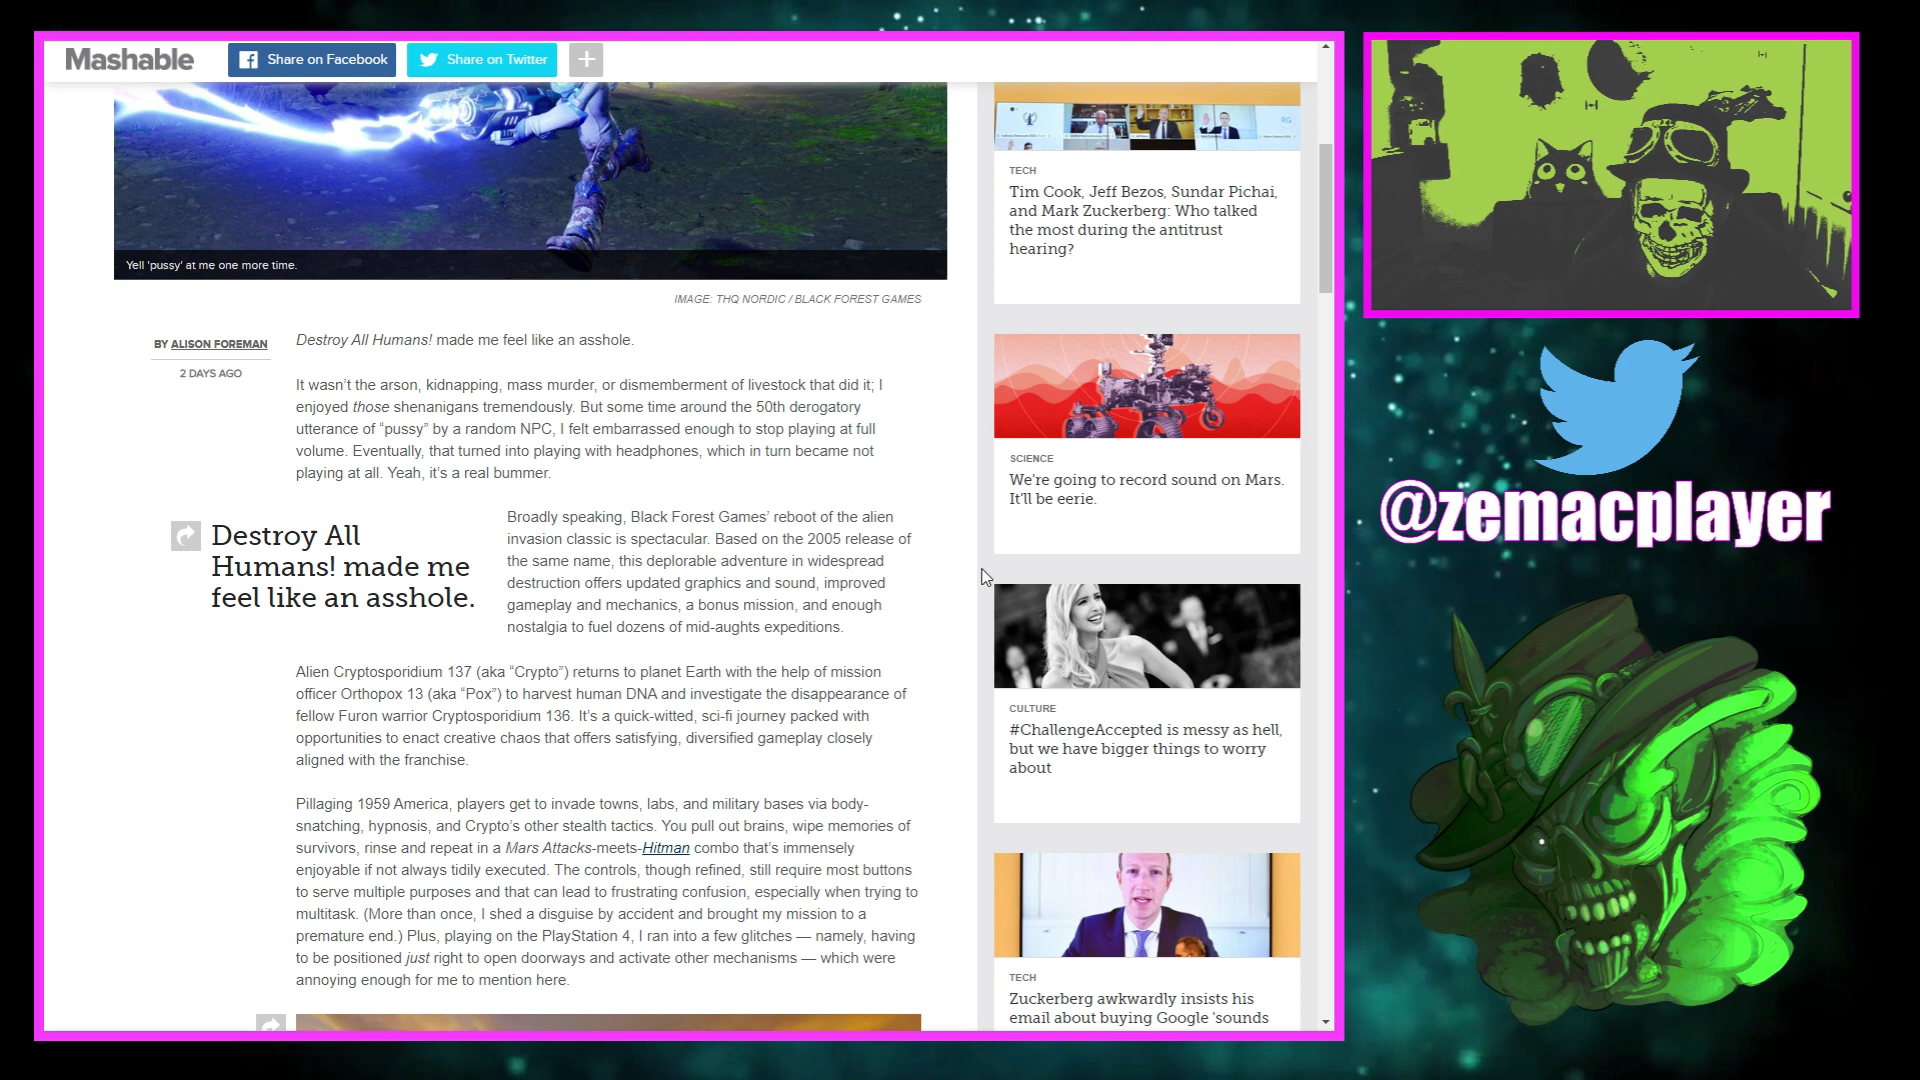 Mashable
Share on Facebook
Share on Twitter
+
Yell 'pussy' at me one more time.
IMAGE: THQ NORDIC / BLACK FOREST GAMES
BY ALISON FOREMAN
2 DAYS AGO
Destroy All Humans! made me feel like an asshole.
It wasn’t the arson, kidnapping, mass murder, or dismemberment of livestock that did it; I
enjoyed those shenanigans tremendously. But some time around the 50th derogatory
utterance of “pussy” by a random NPC, I felt embarrassed enough to stop playing at full
volume. Eventually, that turned into playing with headphones, which in turn became not
playing at all. Yeah, it’s a real bummer.
Destroy All
Humans! made me
feel like an asshole.
Broadly speaking, Black Forest Games’ reboot of the alien
invasion classic is spectacular. Based on the 2005 release of
the same name, this deplorable adventure in widespread
destruction offers updated graphics and sound, improved
gameplay and mechanics, a bonus mission, and enough
nostalgia to fuel dozens of mid-aughts expeditions.
Alien Cryptosporidium 137 (aka “Crypto”) returns to planet Earth with the help of mission
officer Orthopox 13 (aka “Pox”) to harvest human DNA and investigate the disappearance of
fellow Furon warrior Cryptosporidium 136. It’s a quick-witted, sci-fi journey packed with
opportunities to enact creative chaos that offers satisfying, diversified gameplay closely
aligned with the franchise.
Pillaging 1959 America, players get to invade towns, labs, and military bases via body-
snatching, hypnosis, and Crypto’s other stealth tactics. You pull out brains, wipe memories of
survivors, rinse and repeat in a Mars Attacks-meets-Hitman combo that’s immensely
enjoyable if not always tidily executed. The controls, though refined, still require most buttons
to serve multiple purposes and that can lead to frustrating confusion, especially when trying to
multitask. (More than once, I shed a disguise by accident and brought my mission to a
premature end.) Plus, playing on the PlayStation 4, I ran into a few glitches — namely, having
to be positioned just right to open doorways and activate other mechanisms — which were
annoying enough for me to mention here.
TECH
Tim Cook, Jeff Bezos, Sundar Pichai,
and Mark Zuckerberg: Who talked
the most during the antitrust
hearing?
SCIENCE
We're going to record sound on Mars.
It'll be eerie.
CULTURE
#ChallengeAccepted is messy as hell,
but we have bigger things to worry
about
TECH
Zuckerberg awkwardly insists his
email about buying Google 'sounds
@zemacplayer